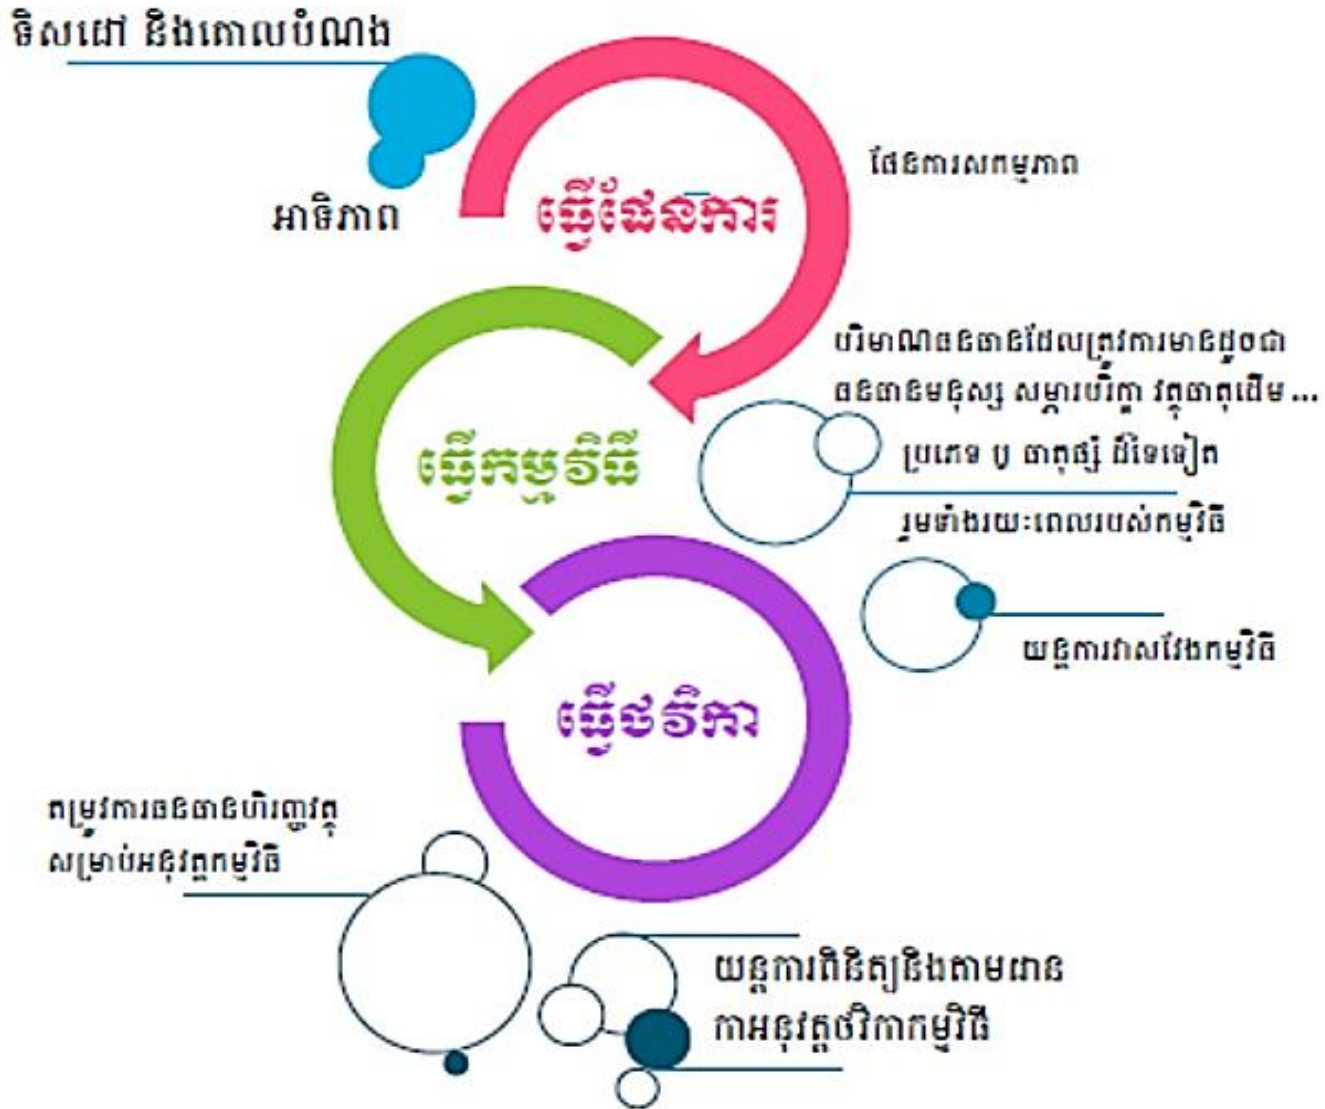 ទិសដៅ និងគោលបំណង
អាទិភាព
ធ្វើផែនការ
ផែនការសកម្មភាព
ធ្វើកម្មវិធី
បរិមាណធនធានដែលត្រូវការមានដូចជា
ធនធានមនុស្ស សម្ភារបរិក្ខា វត្ថុធាតុដើម ...
ប្រភេទ ឬ ធាតុផ្សំ ដ៏ទៃទៀត
រួមទាំងរយៈពេលរបស់កម្មវិធី
យន្តការវាស់វែងកម្មវិធី
ធ្វើថវិកា
តម្រូវការធនធានហិរញ្ញវត្ថុ
សម្រាប់អនុវត្តកម្មវិធី
យន្តការពិនិត្យនិងតាមដាន
កាអនុវត្តថវិកាកម្មវិធី